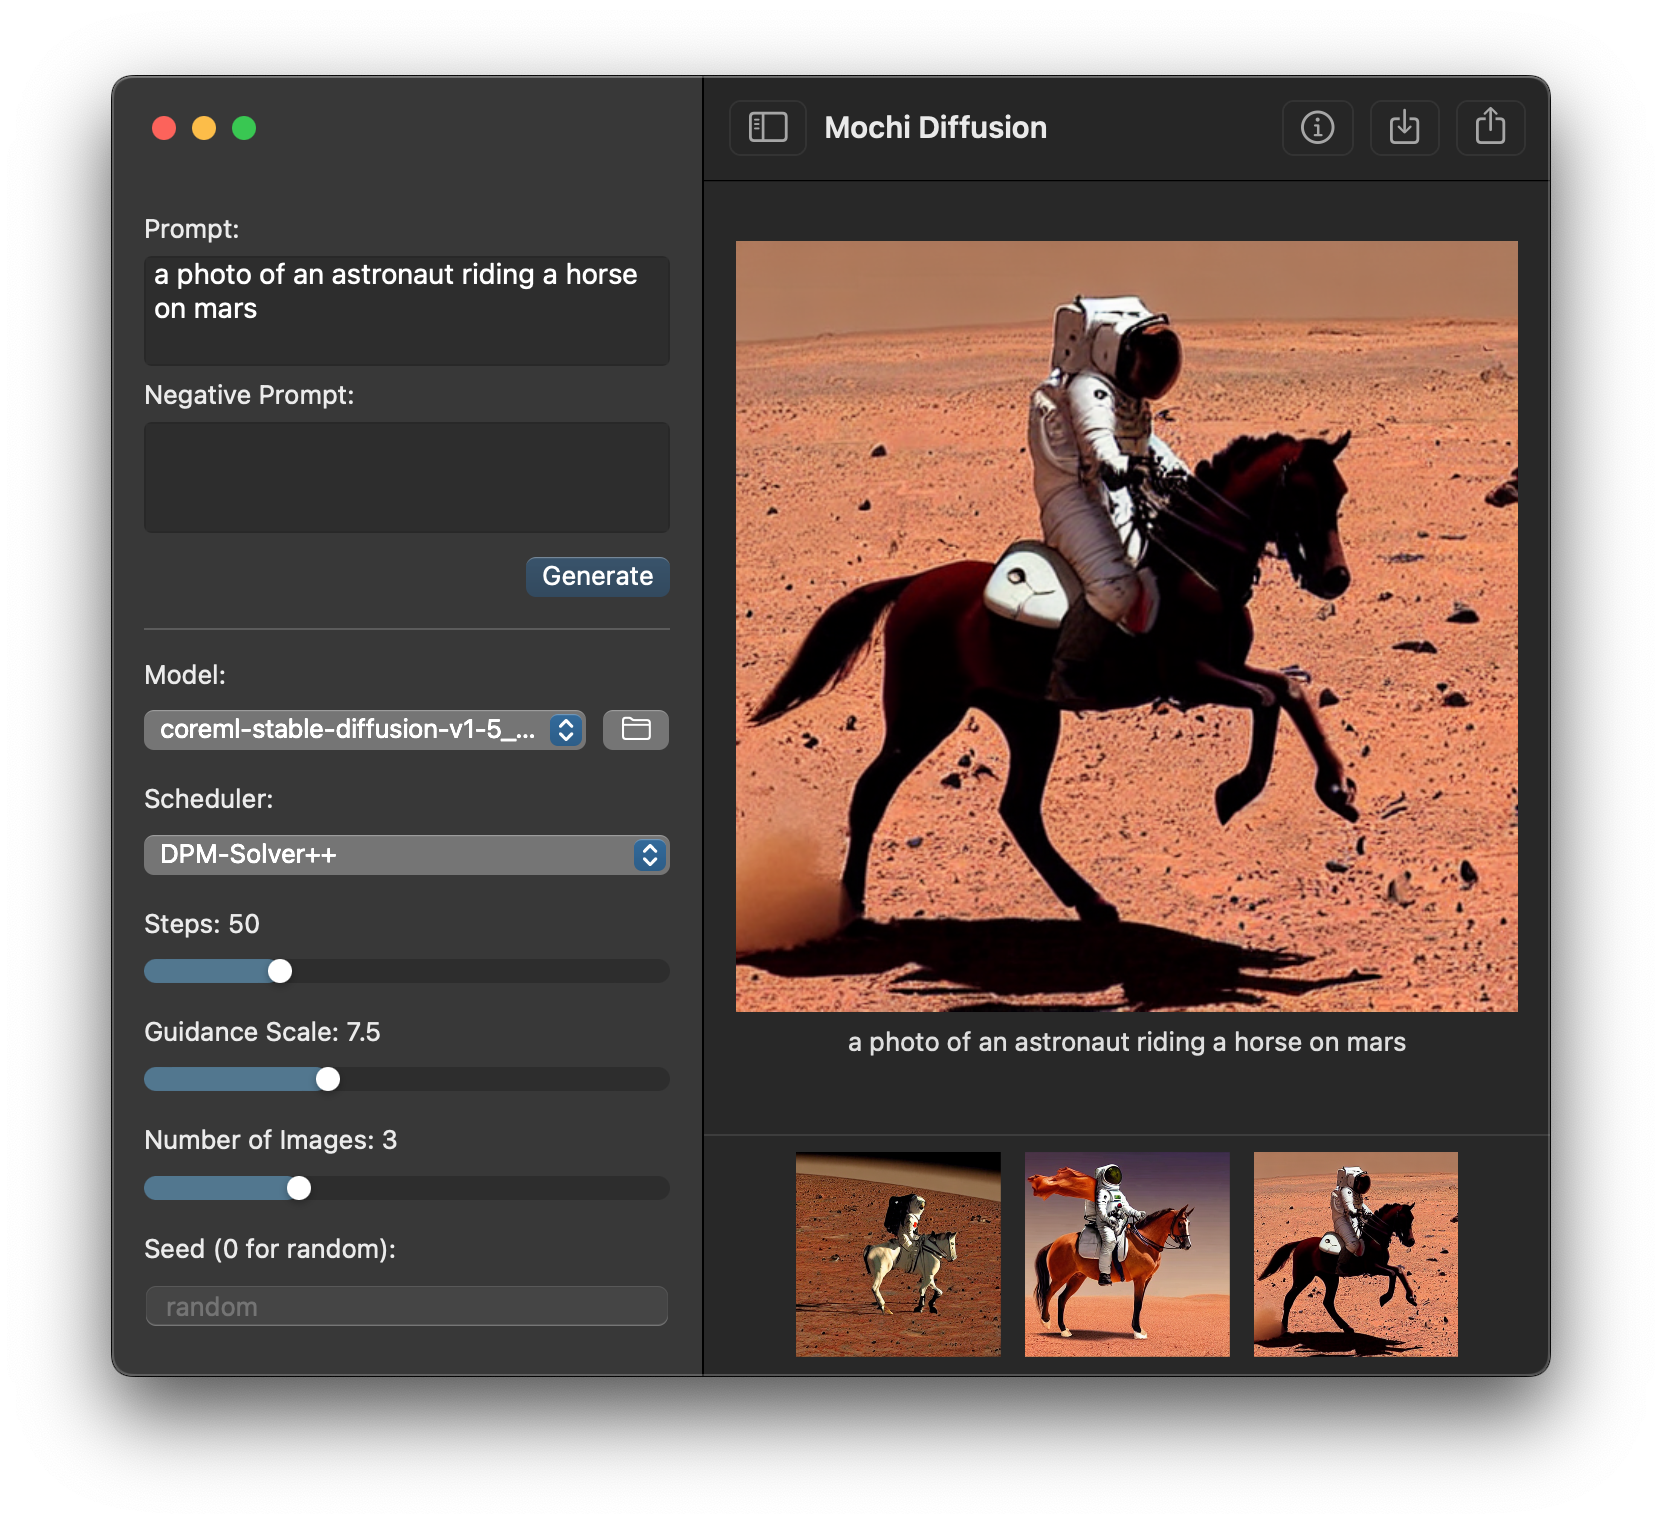 Mochi Diffusion
Prompt:
a photo of an astronaut riding a horse
on mars
Negative Prompt:
Generate
Model:
coreml-stable-diffusion-v1-5_...
Scheduler:
DPM-Solver++
Steps: 50
Guidance Scale: 7.5
Number of Images: 3
Seed (0 for random):
random
a photo of an astronaut riding a horse on mars